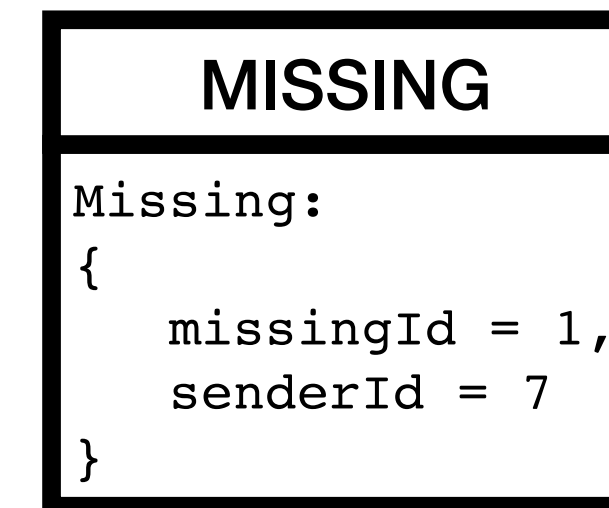 MISSING
Missing:
{
   missingId = 1,
   senderId = 7
}